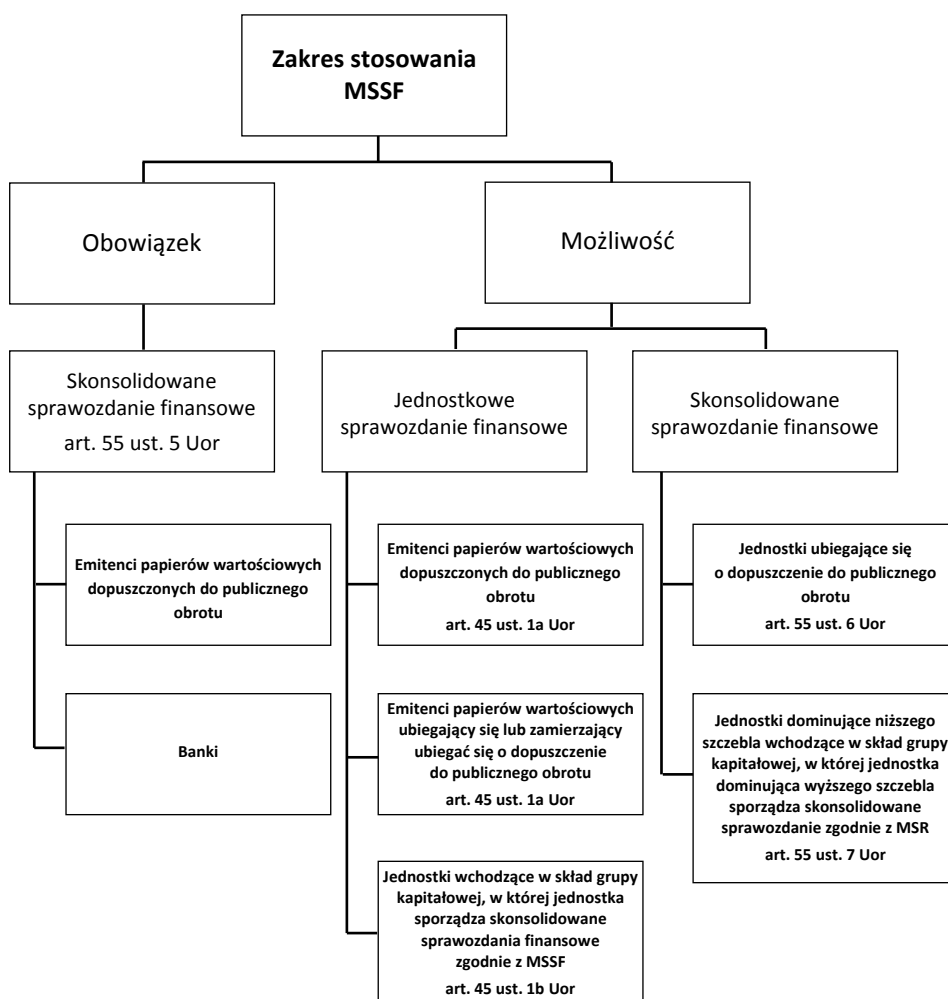 Zakres stosowania
MSSF
Obowiązek
Możliwość
Skonsolidowane
sprawozdanie finansowe
art. 55 ust. 5 Uor
Jednostkowe
sprawozdanie finansowe
Skonsolidowane
sprawozdanie finansowe
Emitenci papierów wartościowych
dopuszczonych do publicznego
obrotu
Banki
Emitenci papierów wartościowych
dopuszczonych do publicznego
obrotu
art. 45 ust. 1a Uor
Emitenci papierów wartościowych
ubiegający się lub zamierzający
ubiegać się o dopuszczenie
do publicznego obrotu
art. 45 ust. 1a Uor
Jednostki wchodzące w skład grupy
kapitałowej, w której jednostka
sporządza skonsolidowane
sprawozdania finansowe
zgodnie z MSSF
art. 45 ust. 1b Uor
Jednostki ubiegające się
o dopuszczenie do publicznego
obrotu
art. 55 ust. 6 Uor
Jednostki dominujące niższego
szczebla wchodzące w skład grupy
kapitałowej, w której jednostka
dominująca wyższego szczebla
sporządza skonsolidowane
sprawozdanie zgodnie z MSR
art. 55 ust. 7 Uor